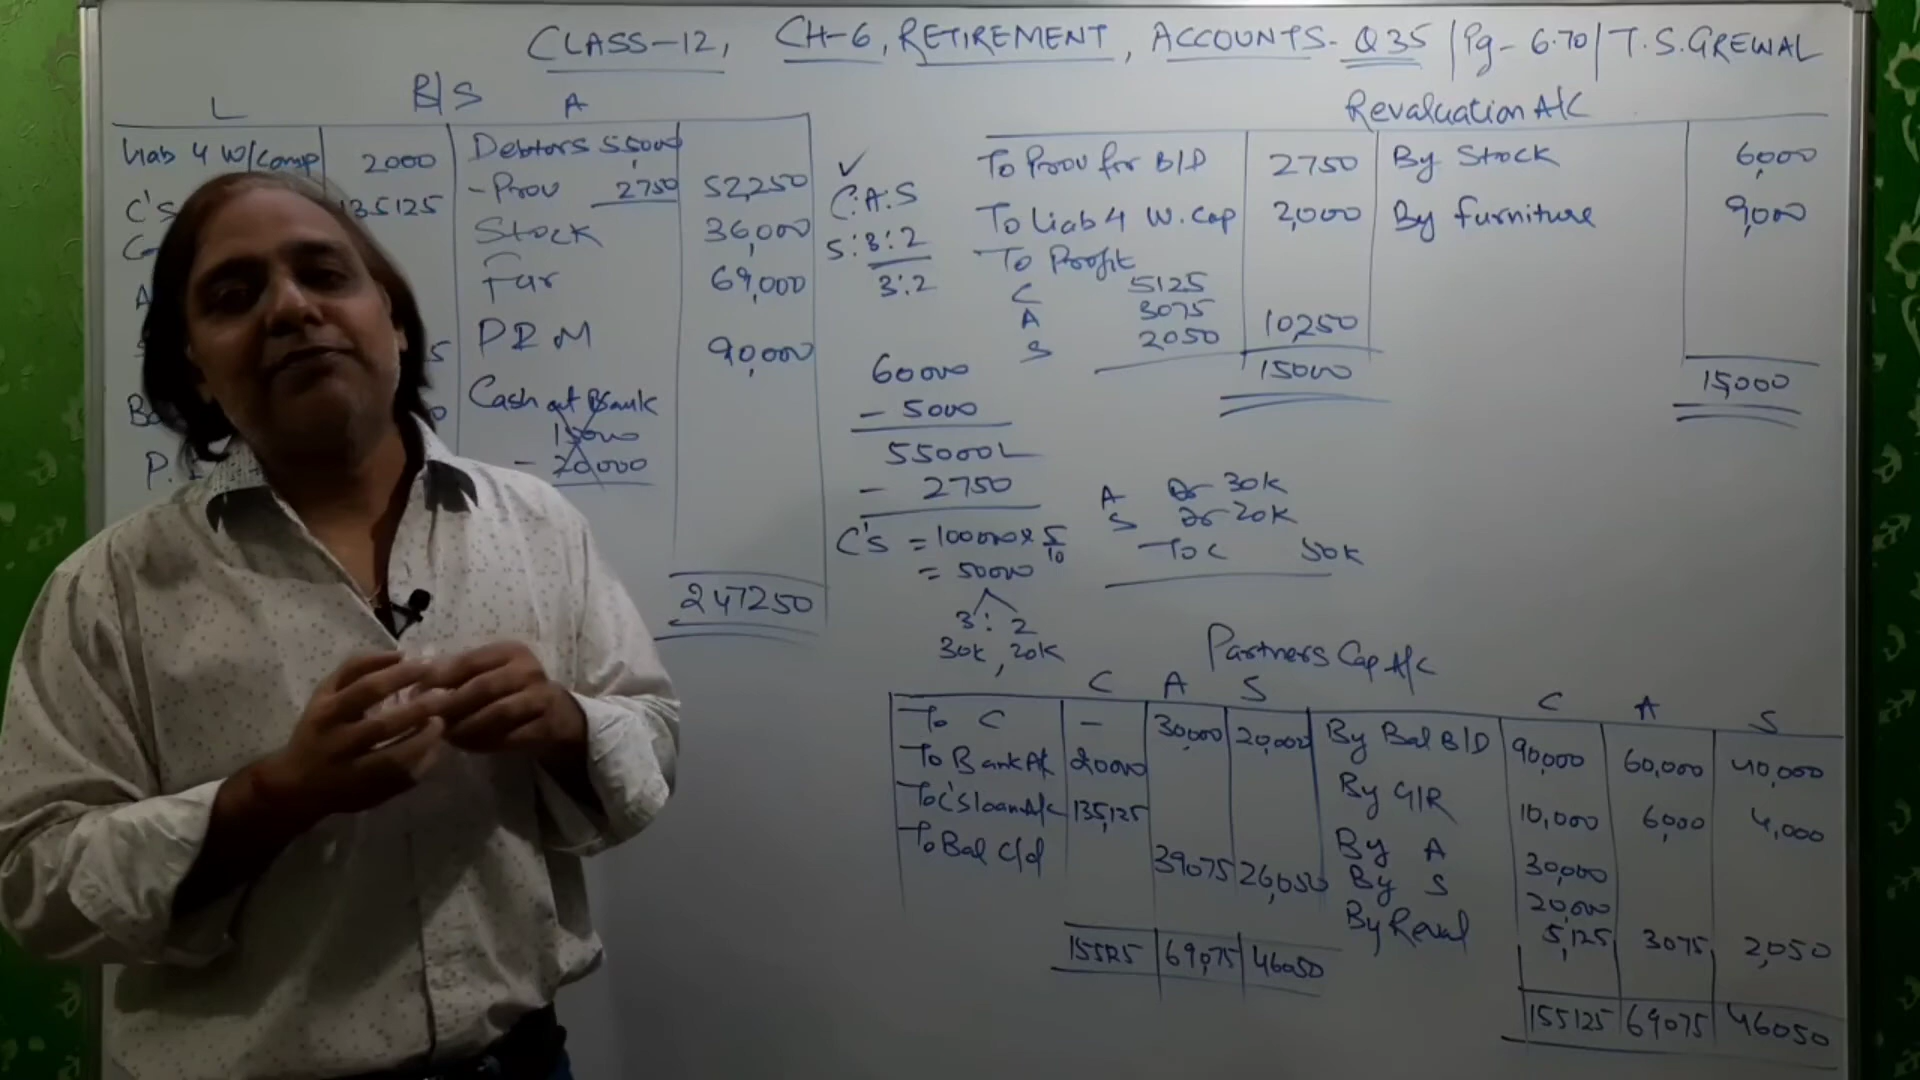 CLASS-12, CH-6, RETIREMENT, ACCOUNTS- Q35 | Pg- 6.70 | T.S.GREWAL
B/S
L A
Liab 4 W/Comp 2000
C'S 135125
Debtors 55000
- Prov 2750 52,250
Stock 36,000
Fur 69,000
P&M 90,000
Cash at Bank
15000
- 20000
247250
✓
C:A:S
5:3:2
3:2
60000
- 5000
55000
- 2750
C'S = 100000 × 5/10
= 50000
3:2
30K, 20K
A Dr 30K
S Dr 20K
To C 50K
Revaluation A/C
To Prov for B/D 2750 By Stock 6,000
To Liab 4 W. Cop 2,000 By furniture 9,000
To Profit
C 5125
A 3075
S 2050 10,250
15000 15,000
Partners Cap A/C
C A S C A S
To C - 30,000 20,000 By Bal B/D 90,000 60,000 40,000
To Bank A/c 20000 By G/R 10,000 6,000 4,000
To C'S loan A/c 135,125 By A 30,000
To Bal C/d 39075 26,050 By S 20,000
By Reval 5,125 3075 2,050
155125 69,075 46050
155125 69075 46050